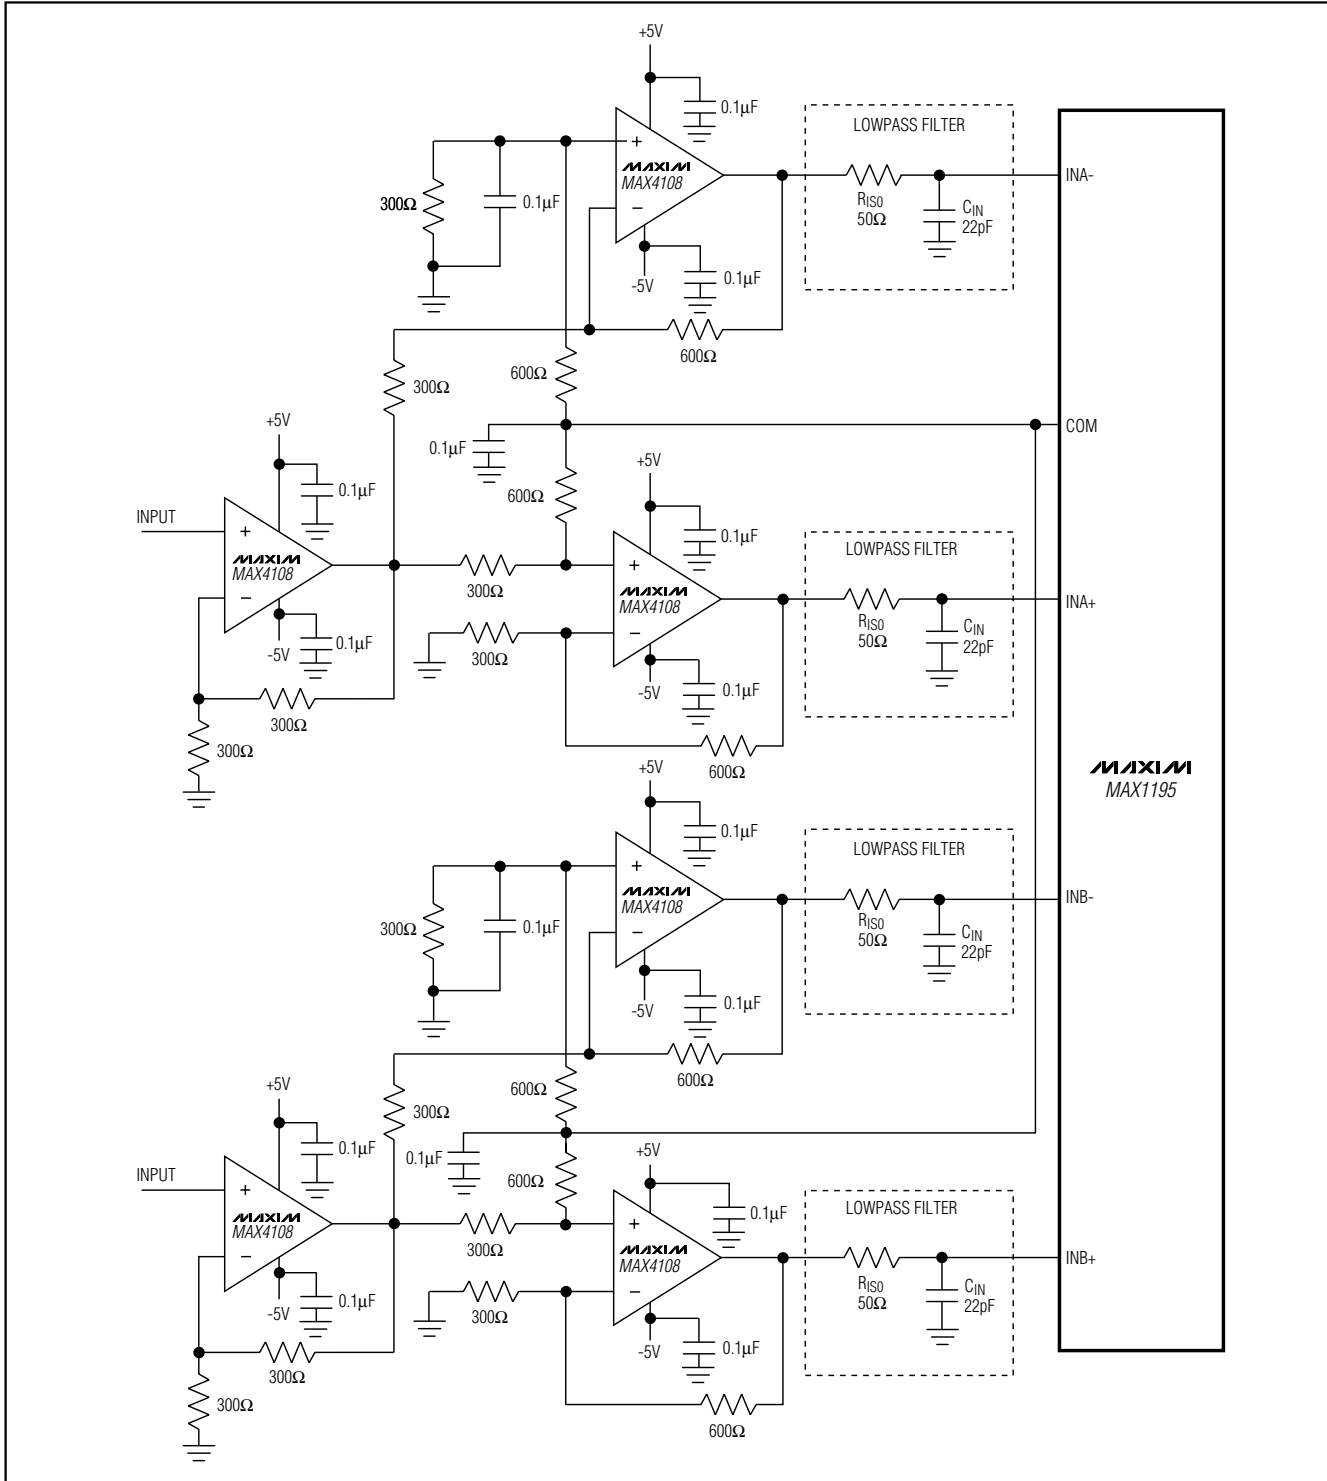 +5V
0.1µF
LOWPASS FILTER
+
MAXIM
MAX4108
INA-
300Ω
0.1µF
−
RISO
50Ω
CIN
22pF
-5V
0.1µF
600Ω
600Ω
300Ω
+5V
COM
0.1µF
+5V
0.1µF
600Ω
INPUT
+
MAXIM
MAX4108
0.1µF
LOWPASS FILTER
+
MAXIM
MAX4108
300Ω
INA+
−
RISO
50Ω
CIN
22pF
-5V
0.1µF
−
300Ω
-5V
0.1µF
300Ω
300Ω
600Ω
+5V
MAXIM
MAX1195
0.1µF
LOWPASS FILTER
+
MAXIM
MAX4108
INB-
300Ω
0.1µF
−
RISO
50Ω
CIN
22pF
-5V
0.1µF
600Ω
600Ω
+5V
300Ω
0.1µF
0.1µF
+5V
INPUT
600Ω
+
MAXIM
MAX4108
0.1µF
LOWPASS FILTER
+
300Ω
MAXIM
MAX4108
INB+
−
RISO
50Ω
CIN
22pF
-5V
0.1µF
300Ω
−
-5V
0.1µF
300Ω
300Ω
600Ω